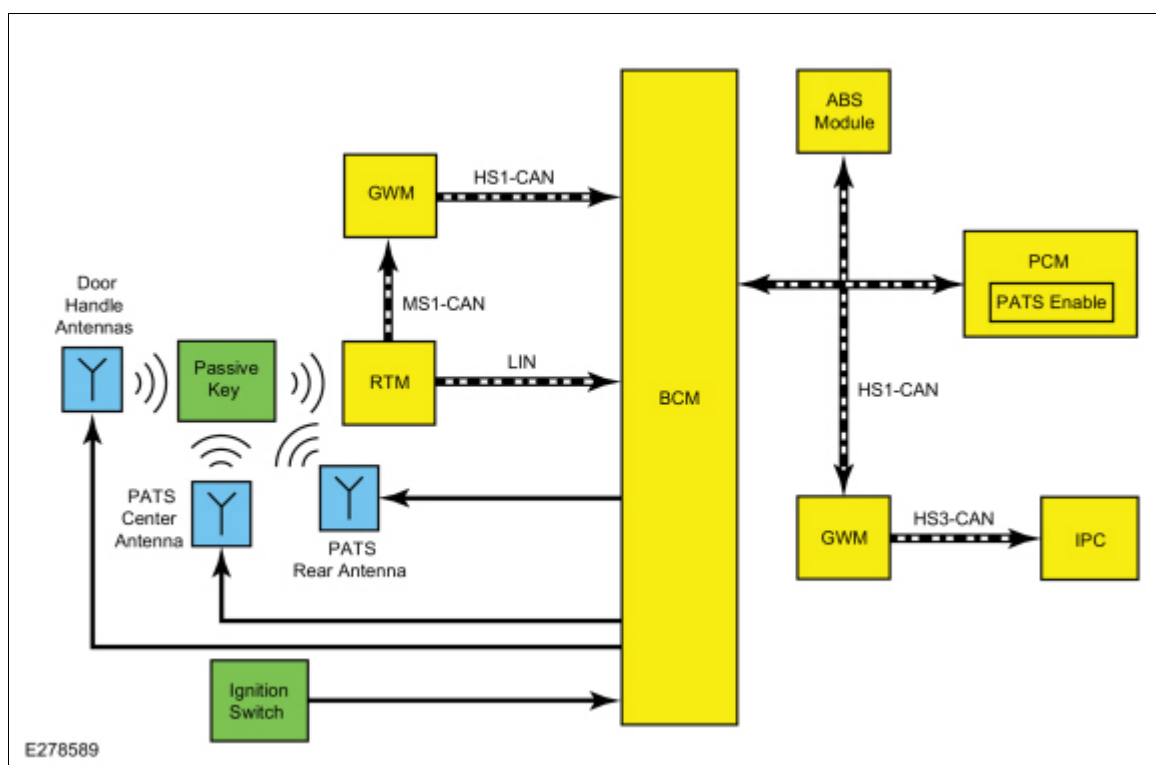 ABS
Module
GWM
HS1-CAN
PCM
PATS Enable
Door
Handle
Antennas
MS1-CAN
Passive
Key
RTM
LIN
BCM
HS1-CAN
PATS
Center
Antenna
PATS
Rear Antenna
GWM
HS3-CAN
IPC
Ignition
Switch
E278589